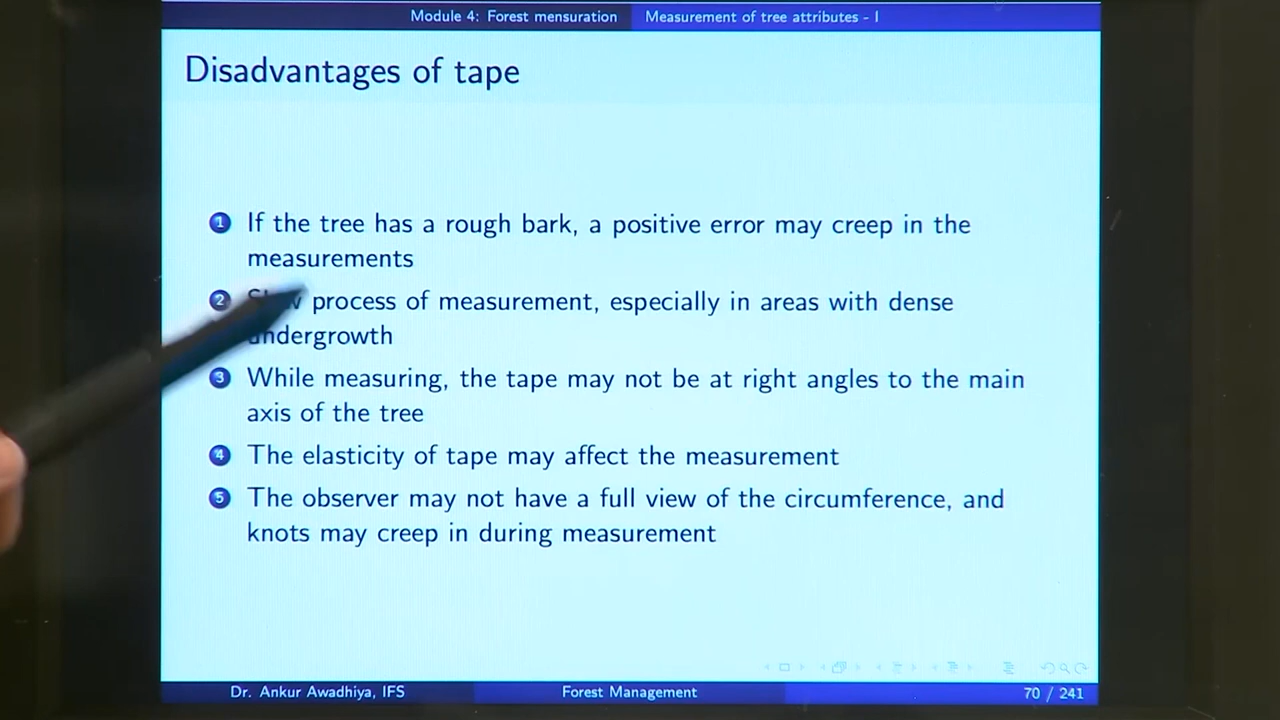 Module 4: Forest mensuration Measurement of tree attributes - I
Disadvantages of tape
1 If the tree has a rough bark, a positive error may creep in the
measurements
2 Slow process of measurement, especially in areas with dense
undergrowth
3 While measuring, the tape may not be at right angles to the main
axis of the tree
4 The elasticity of tape may affect the measurement
5 The observer may not have a full view of the circumference, and
knots may creep in during measurement
Dr. Ankur Awadhiya, IFS Forest Management 70 / 241